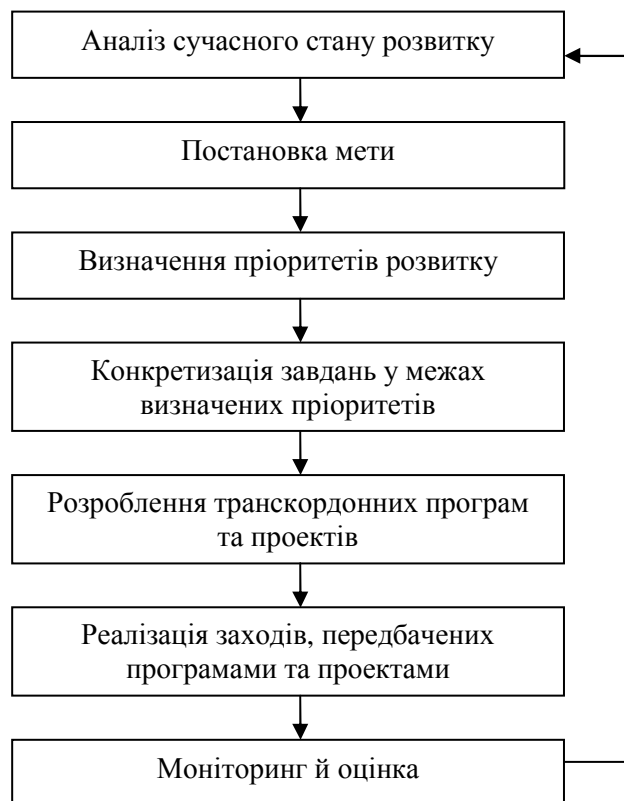 Аналіз сучасного стану розвитку
Постановка мети
Визначення пріоритетів розвитку
Конкретизація завдань у межах
визначених пріоритетів
Розроблення транскордонних програм
та проектів
Реалізація заходів, передбачених
програмами та проектами
Моніторинг й оцінка